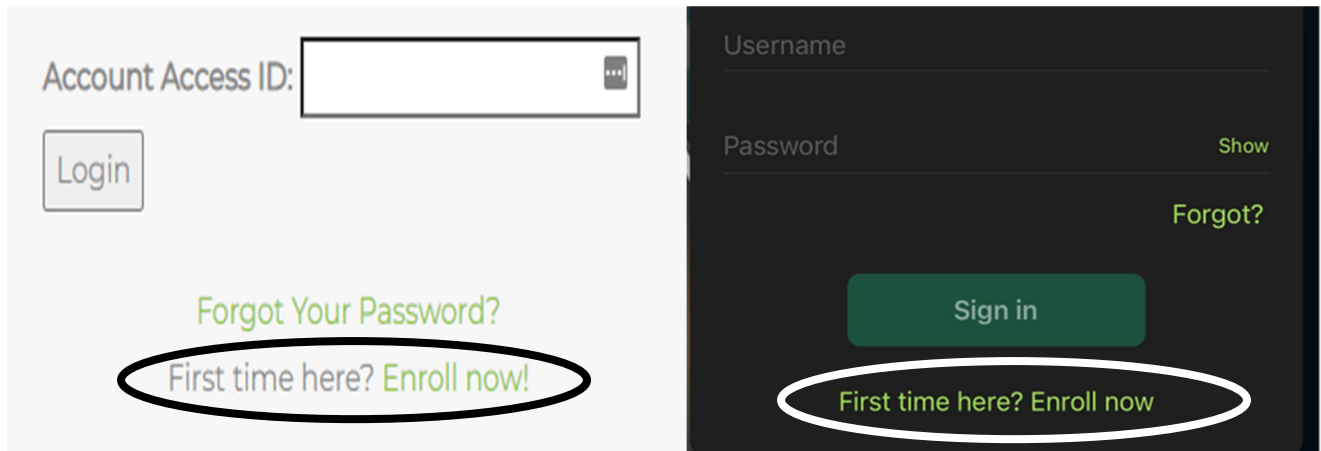 Account Access ID:
Login
Forgot Your Password?
First time here? Enroll now!
Username
Password
Show
Forgot?
Sign in
First time here? Enroll now